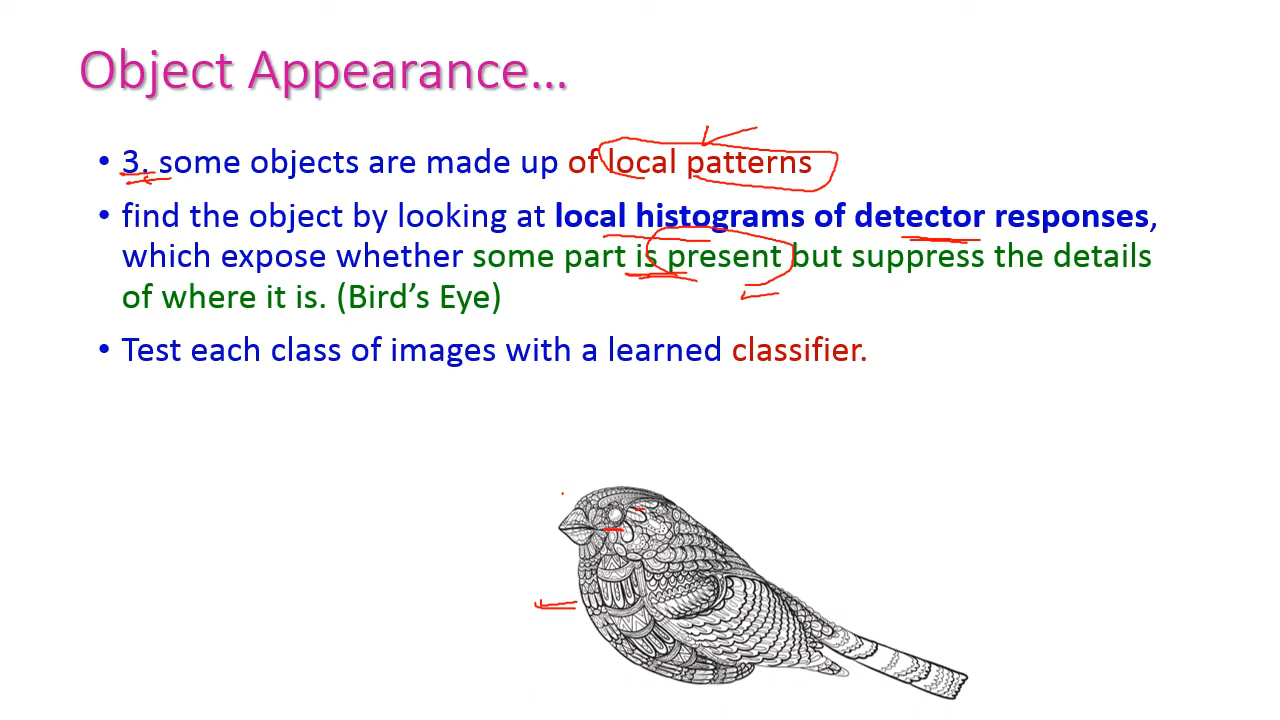 Object Appearance…
• 3. some objects are made up of local patterns
• find the object by looking at local histograms of detector responses,
which expose whether some part is present but suppress the details
of where it is. (Bird's Eye)
• Test each class of images with a learned classifier.